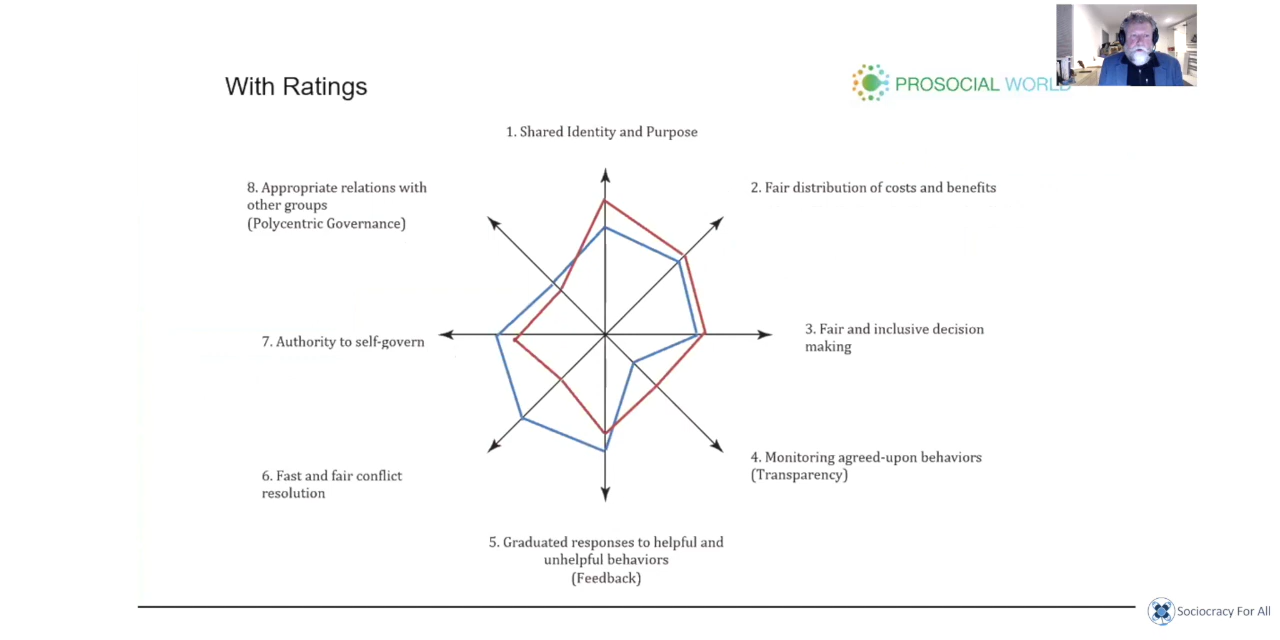 With Ratings
PROSOCIAL WORLD
1. Shared Identity and Purpose
8. Appropriate relations with
other groups
(Polycentric Governance)
2. Fair distribution of costs and benefits
7. Authority to self-govern
3. Fair and inclusive decision
making
6. Fast and fair conflict
resolution
4. Monitoring agreed-upon behaviors
(Transparency)
5. Graduated responses to helpful and
unhelpful behaviors
(Feedback)
Sociocracy For All